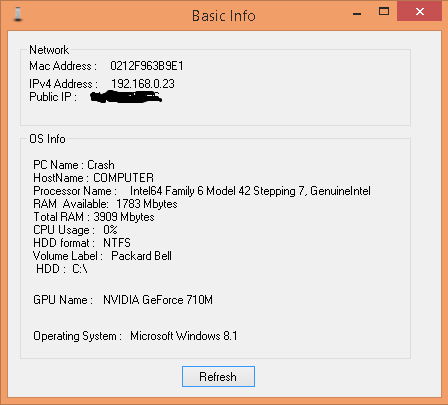 Basic Info
Network
Mac Address : 0212F963B9E1
IPv4 Address : 192.168.0.23
Public IP :
OS Info
PC Name : Crash
HostName : COMPUTER
Processor Name : Intel64 Family 6 Model 42 Stepping 7, GenuineIntel
RAM Available: 1783 Mbytes
Total RAM : 3909 Mbytes
CPU Usage : 0%
HDD format : NTFS
Volume Label : Packard Bell
HDD : C:\
GPU Name : NVIDIA GeForce 710M
Operating System : Microsoft Windows 8.1
Refresh